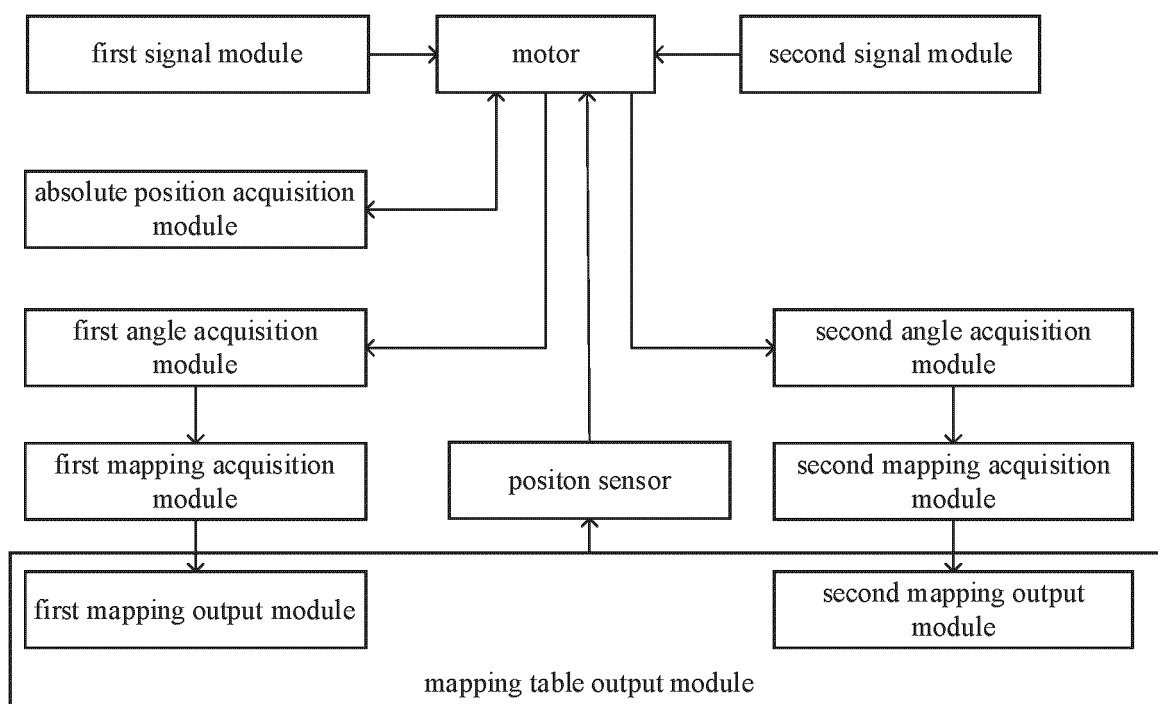 first signal module
motor
second signal module
absolute position acquisition
module
first angle acquisition
module
second angle acquisition
module
first mapping acquisition
module
positon sensor
second mapping acquisition
module
first mapping output module
second mapping output
module
mapping table output module